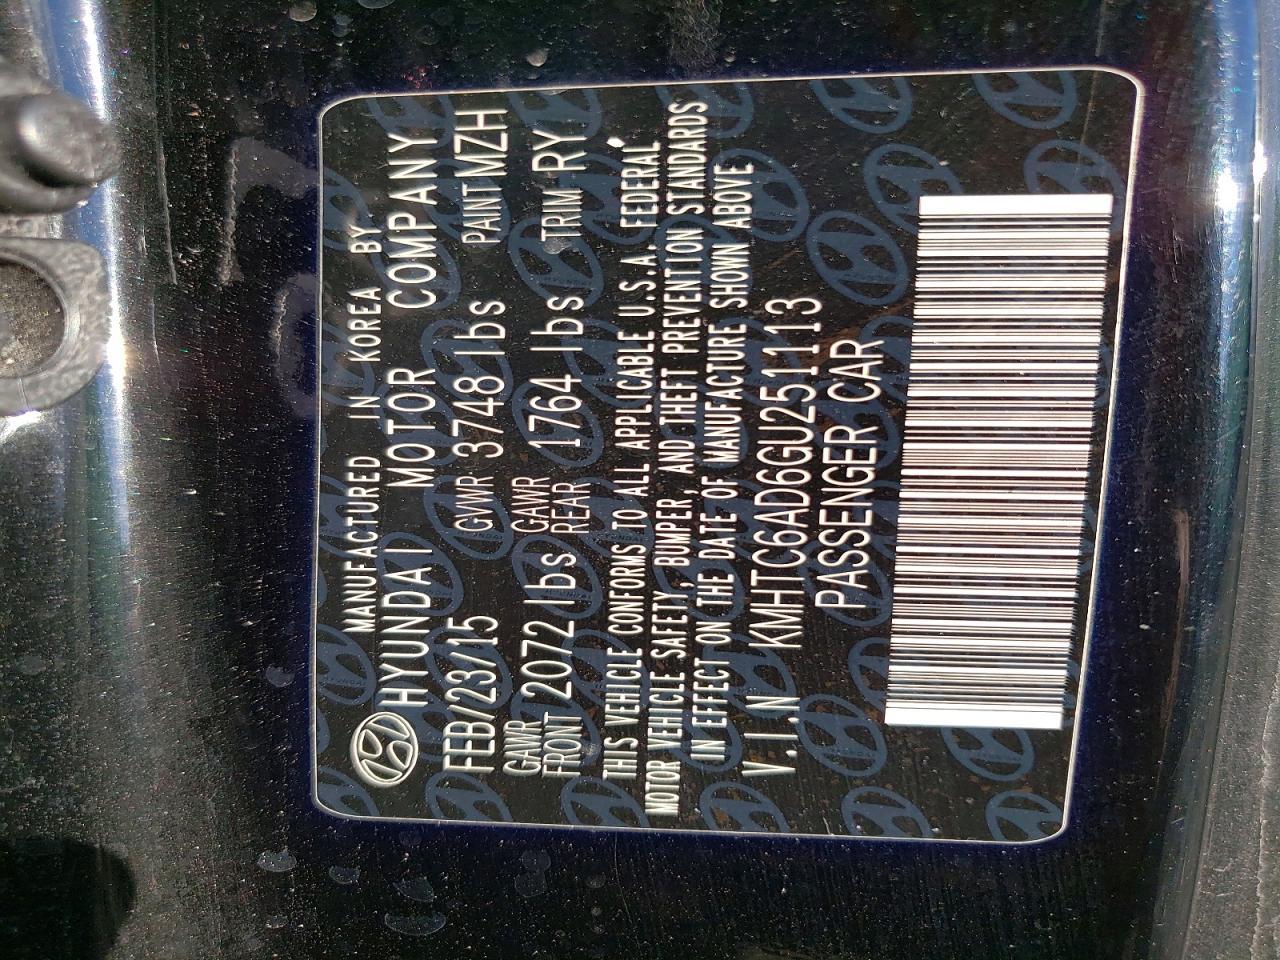 MANUFACTURED IN KOREA BY
HYUNDAI MOTOR COMPANY
FEB/23/15 GVWR 3748 lbs PAINT MZH
GAWR FRONT 2072 lbs GAWR REAR 1764 lbs TRIM RY
THIS VEHICLE CONFORMS TO ALL APPLICABLE U.S.A. FEDERAL
MOTOR VEHICLE SAFETY, BUMPER, AND THEFT PREVENTION STANDARDS
IN EFFECT ON THE DATE OF MANUFACTURE SHOWN ABOVE
V.I.N KMHTC6AD6GU251113
PASSENGER CAR